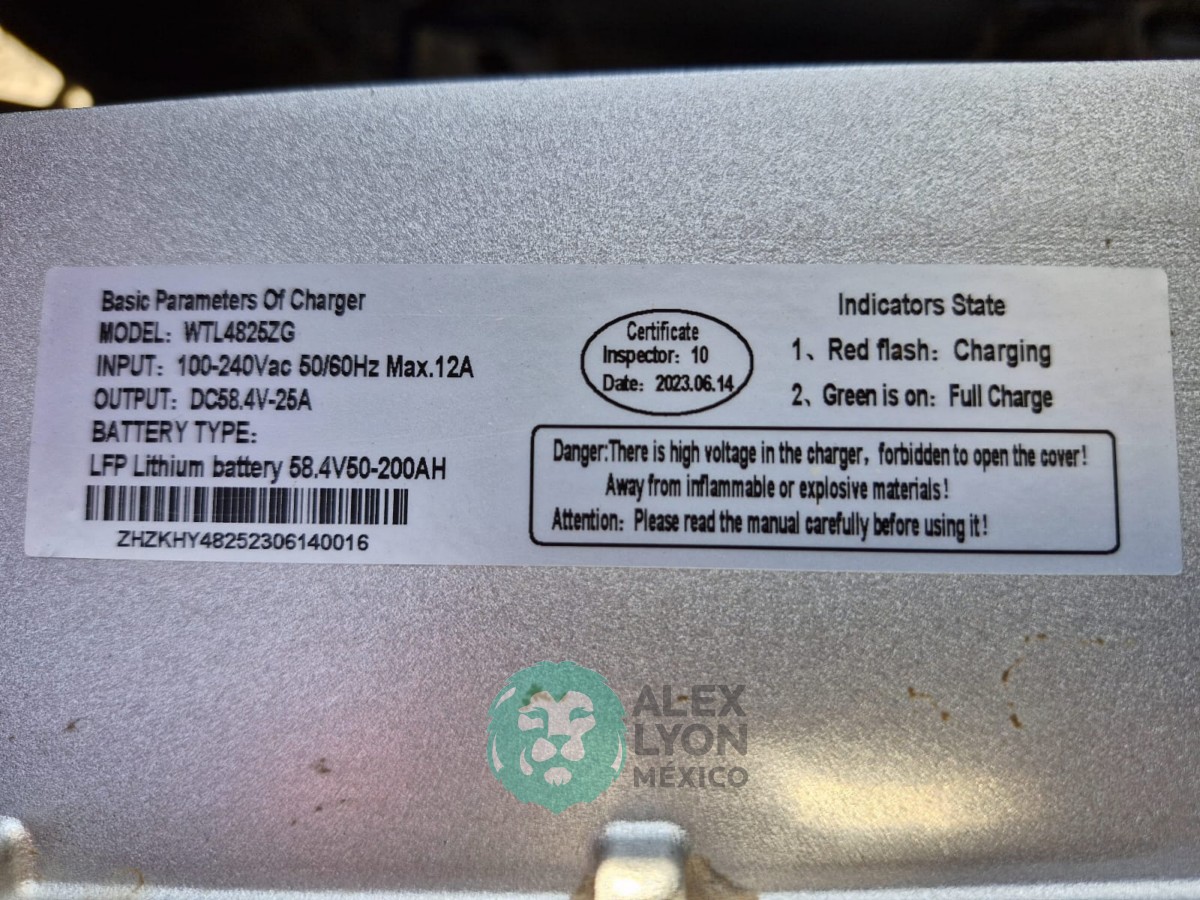 Basic Parameters Of Charger
MODEL: WTL4825ZG
INPUT: 100-240Vac 50/60Hz Max.12A
OUTPUT: DC58.4V-25A
BATTERY TYPE:
LFP Lithium battery 58.4V50-200AH
ZHZKHY48252306140016
Certificate
Inspector: 10
Date: 2023.06.14
Indicators State
1、Red flash: Charging
2、Green is on: Full Charge
Danger:There is high voltage in the charger, forbidden to open the cover!
Away from inflammable or explosive materials!
Attention: Please read the manual carefully before using it!
ALEX
LYON
MÉXICO